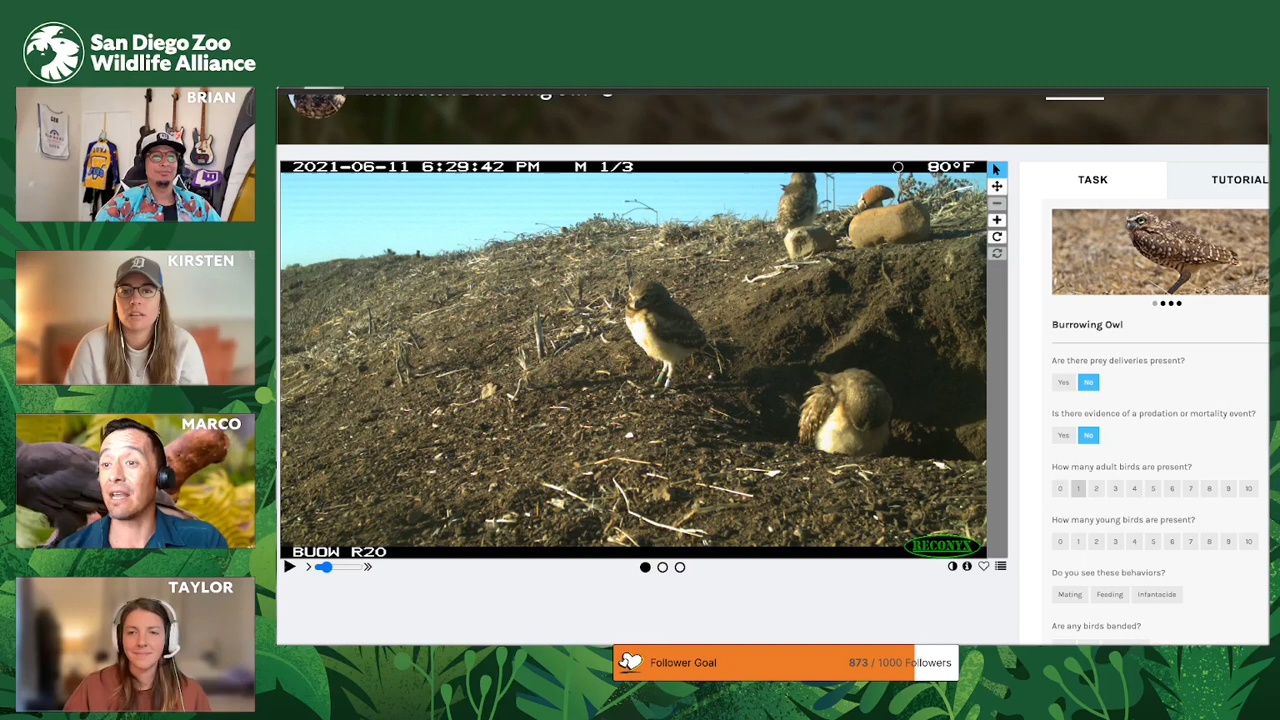 San Diego Zoo
Wildlife Alliance
BRIAN
KIRSTEN
MARCO
TAYLOR
2021-06-11 6:29:42 PM M 1/3 80°F
BUOW R20
RECONYX
TASK
TUTORIAL
Burrowing Owl
Are there prey deliveries present?
Yes No
Is there evidence of a predation or mortality event?
Yes No
How many adult birds are present?
0 1 2 3 4 5 6 7 8 9 10
How many young birds are present?
0 1 2 3 4 5 6 7 8 9 10
Do you see these behaviors?
Mating Feeding Infantacide
Are any birds banded?
Follower Goal 873 / 1000 Followers